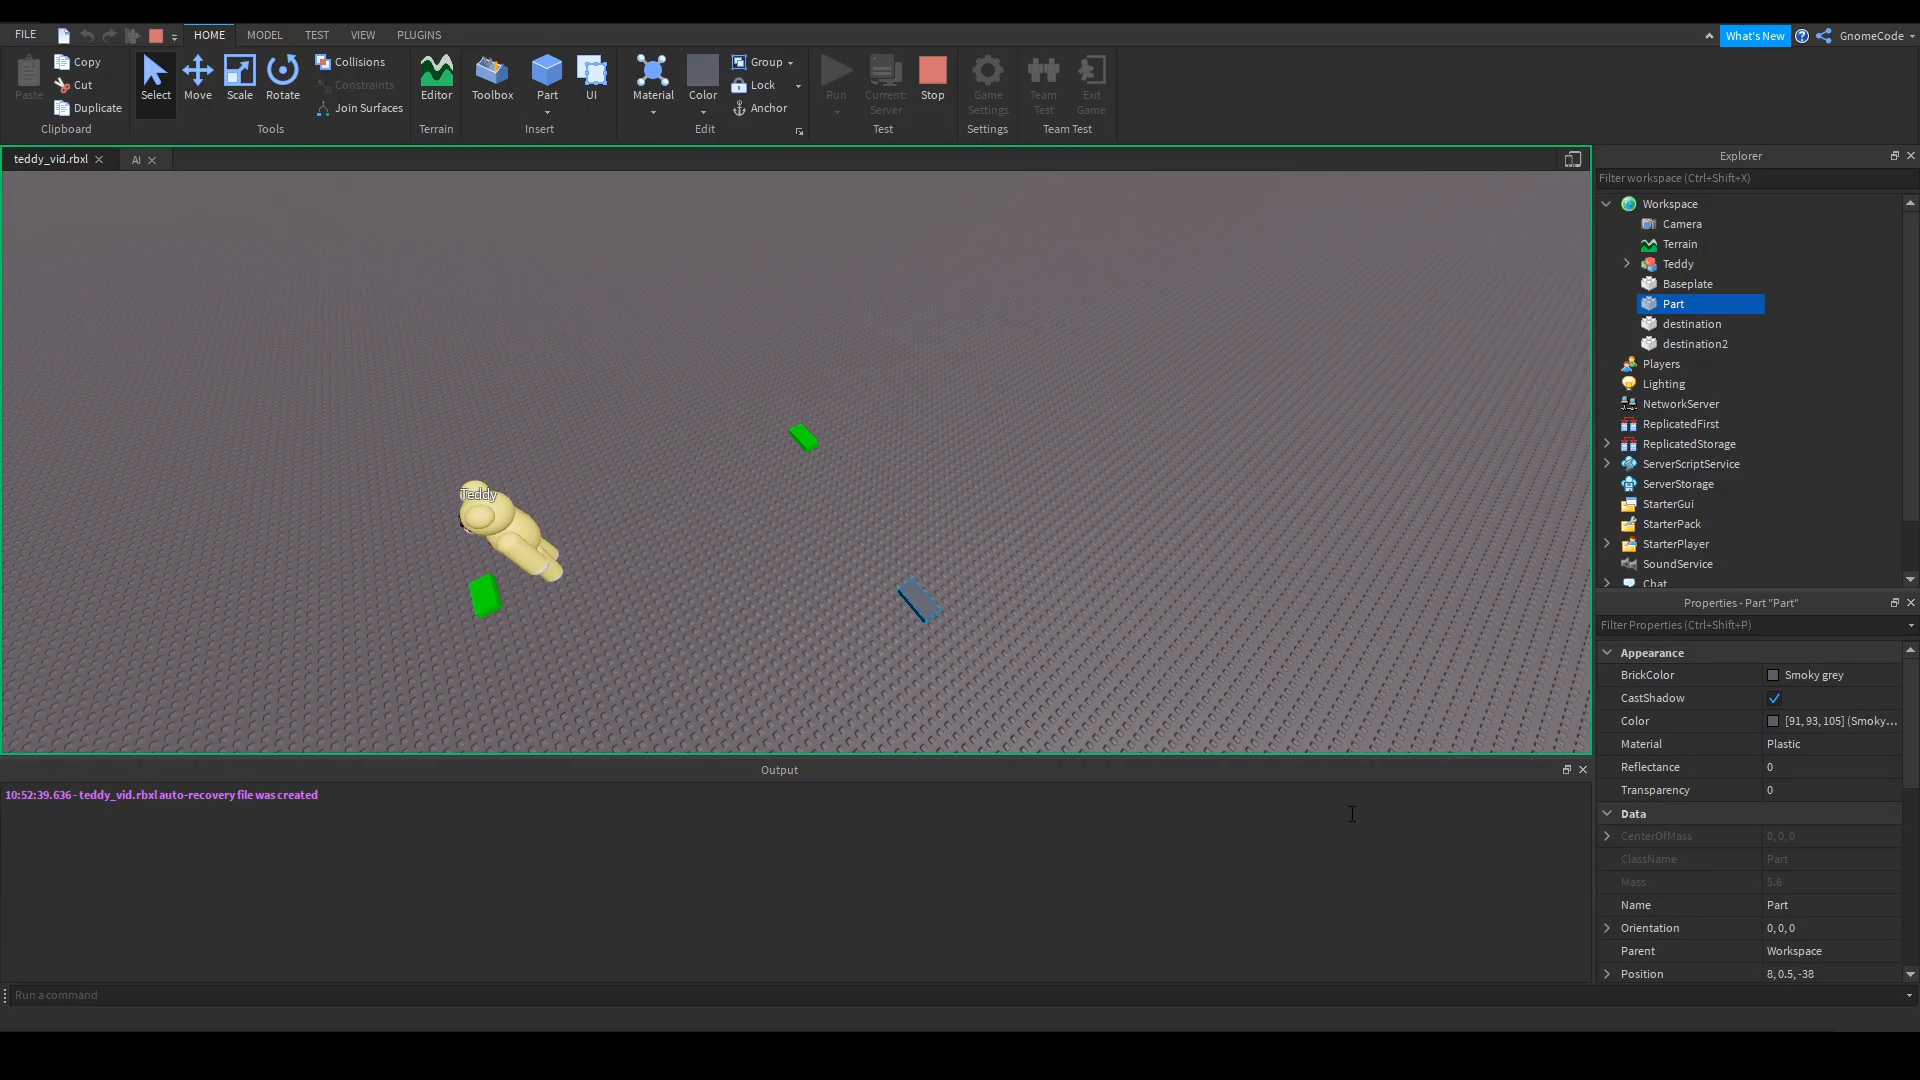 FILE HOME MODEL TEST VIEW PLUGINS What's New GnomeCode
Paste Copy Cut Duplicate Clipboard
Select Move Scale Rotate Collisions Constraints Join Surfaces Tools
Editor Terrain
Toolbox Part UI Insert
Material Color Group Lock Anchor Edit
Run Current: Server Stop Test
Game Settings Settings
Team Test Exit Game Team Test
teddy_vid.rbxl AI
Teddy
Explorer
Filter workspace (Ctrl+Shift+X)
Workspace
Camera
Terrain
Teddy
Baseplate
Part
destination
destination2
Players
Lighting
NetworkServer
ReplicatedFirst
ReplicatedStorage
ServerScriptService
ServerStorage
StarterGui
StarterPack
StarterPlayer
SoundService
Chat
Properties - Part "Part"
Filter Properties (Ctrl+Shift+P)
Appearance
BrickColor Smoky grey
CastShadow
Color [91, 93, 105] (Smoky...
Material Plastic
Reflectance 0
Transparency 0
Data
CenterOfMass 0, 0, 0
ClassName Part
Mass 5.6
Name Part
Orientation 0, 0, 0
Parent Workspace
Position 8, 0.5, -38
Output
10:52:39.636 - teddy_vid.rbxl auto-recovery file was created
Run a command